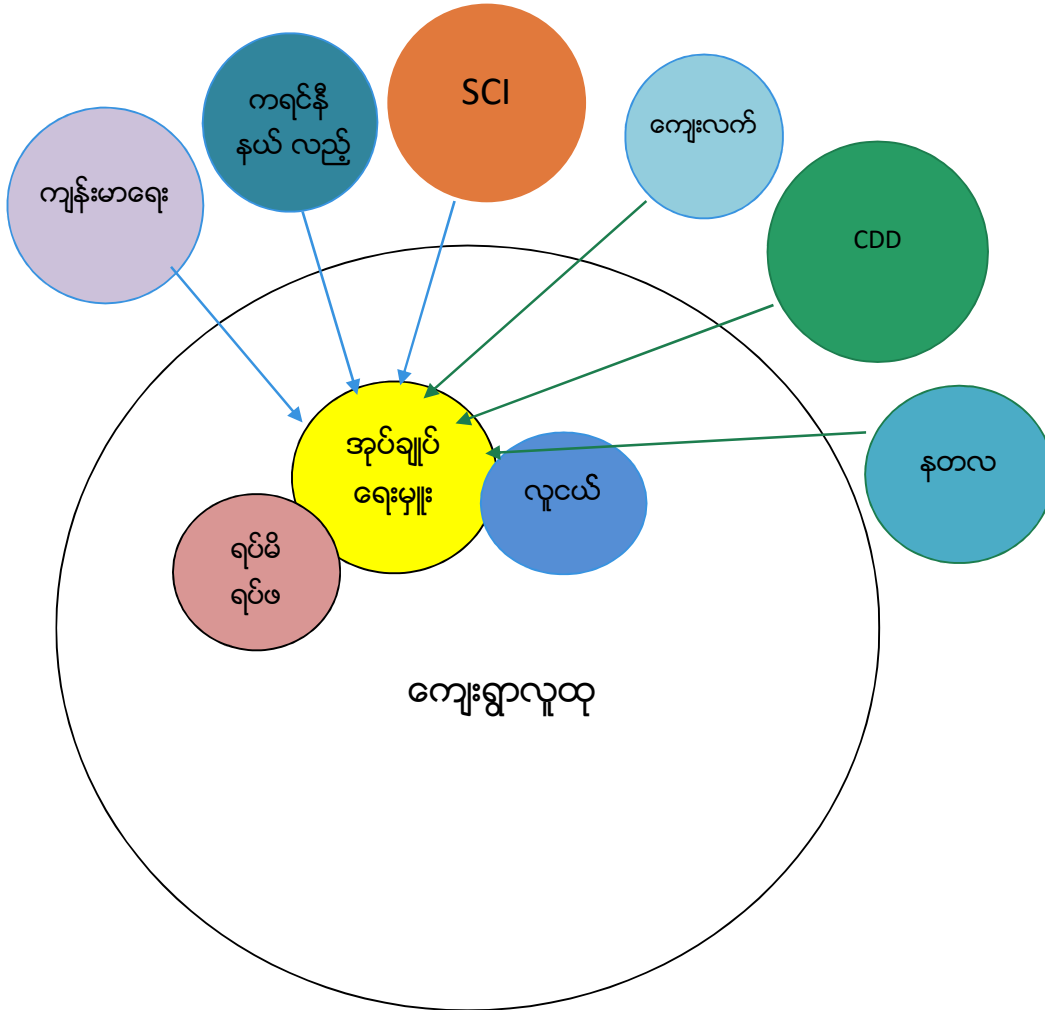 SCI
ကရင်နီ
နယ် လည့်
ကျေးလက်
ကျန်းမာရေး
CDD
အုပ်ချုပ်
ရေးမှူး
နတလ
လူငယ်
ရပ်မိ
ရပ်ဖ
ကျေးရွာလူထု